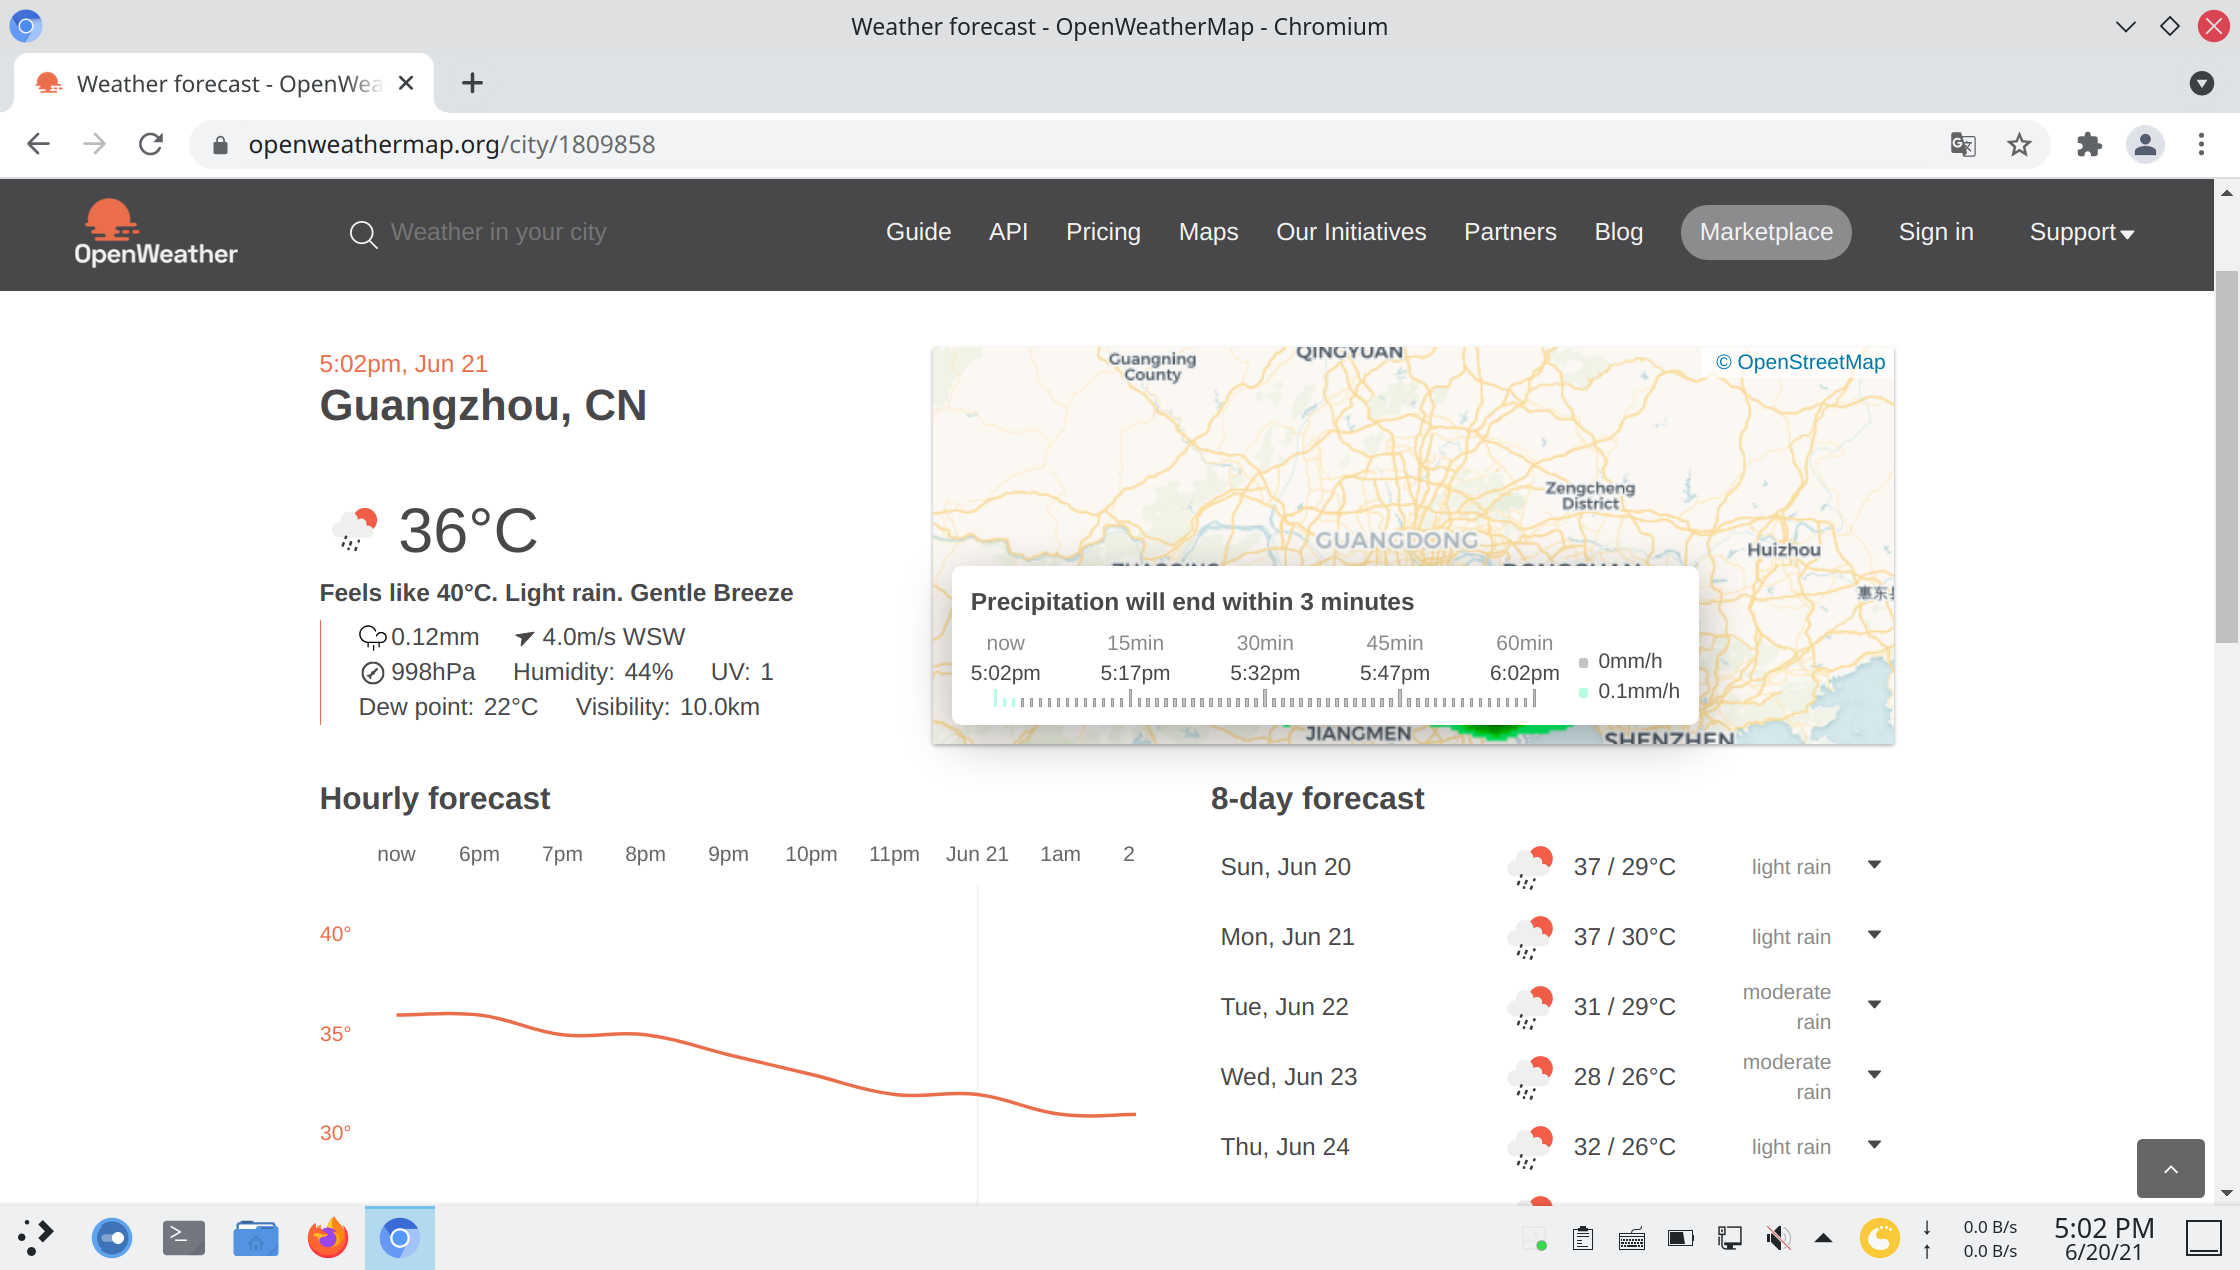 Weather forecast - OpenWeatherMap - Chromium
Weather forecast - OpenWea
openweathermap.org/city/1809858
OpenWeather
Weather in your city
Guide API Pricing Maps Our Initiatives Partners Blog Marketplace Sign in Support
5:02pm, Jun 21
Guangzhou, CN
36°C
Feels like 40°C. Light rain. Gentle Breeze
0.12mm 4.0m/s WSW
998hPa Humidity: 44% UV: 1
Dew point: 22°C Visibility: 10.0km
Guangning
County
QINGYUAN
© OpenStreetMap
Zengcheng
District
GUANGDONG
Huizhou
Precipitation will end within 3 minutes
now 15min 30min 45min 60min
5:02pm 5:17pm 5:32pm 5:47pm 6:02pm
0mm/h
0.1mm/h
JIANGMEN
SHENZHEN
Hourly forecast
now 6pm 7pm 8pm 9pm 10pm 11pm Jun 21 1am 2
40°
35°
30°
8-day forecast
Sun, Jun 20 37 / 29°C light rain
Mon, Jun 21 37 / 30°C light rain
Tue, Jun 22 31 / 29°C moderate
rain
Wed, Jun 23 28 / 26°C moderate
rain
Thu, Jun 24 32 / 26°C light rain
0.0 B/s
0.0 B/s
5:02 PM
6/20/21